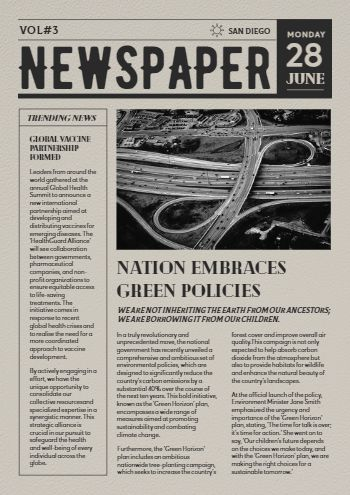 VOL#3
SAN DIEGO
MONDAY
28
JUNE
NEWSPAPER
TRENDING NEWS
GLOBAL VACCINE
PARTNERSHIP
FORMED
Leaders from around the
world gathered at the
annual Global Health
Summit to announce a
new international
partnership aimed at
developing and
distributing vaccines for
emerging diseases. The
'Health Guard Alliance'
will see collaboration
between governments,
pharmaceutical
companies, and non-
profit organizations to
ensure equitable access
to life-saving
treatments. The
initiative comes in
response to recent
global health crises and
to realise the need for a
more coordinated
approach to vaccine
development.
By actively engaging in a
effort, we have the
unique opportunity to
consolidate our
collective resources and
specialized expertise in a
synergistic manner. This
strategic alliance is
crucial in our pursuit to
safeguard the health
and well-being of every
individual across the
globe.
NATION EMBRACES
GREEN POLICIES
WE ARE NOT INHERITING THE EARTH FROM OUR ANCESTORS;
WE ARE BORROWING IT FROM OUR CHILDREN.
In a truly revolutionary and
unprecedented move, the national
government has recently unveiled a
comprehensive and ambitious set of
environmental policies, which are
designed to significantly reduce the
country's carbon emissions by a
substantial 40% over the course of
the next ten years. This bold initiative,
known as the 'Green Horizon' plan,
encompasses a wide range of
measures aimed at promoting
sustainability and combating
climate change.
Furthermore, the 'Green Horizon'
plan includes an ambitious
nationwide tree-planting campaign,
which seeks to increase the country's
forest cover and improve overall air
quality. This campaign is not only
expected to help absorb carbon
dioxide from the atmosphere but
also to provide habitats for wildlife
and enhance the natural beauty of
the country's landscapes.
At the official launch of the policy,
Environment Minister Jane Smith
emphasized the urgency and
importance of the 'Green Horizon'
plan, stating, 'The time for talk is over;
it's time for action.' She went on to
say, 'Our children's future depends
on the choices we make today, and
with the 'Green Horizon' plan, we are
making the right choices for a
sustainable tomorrow.'